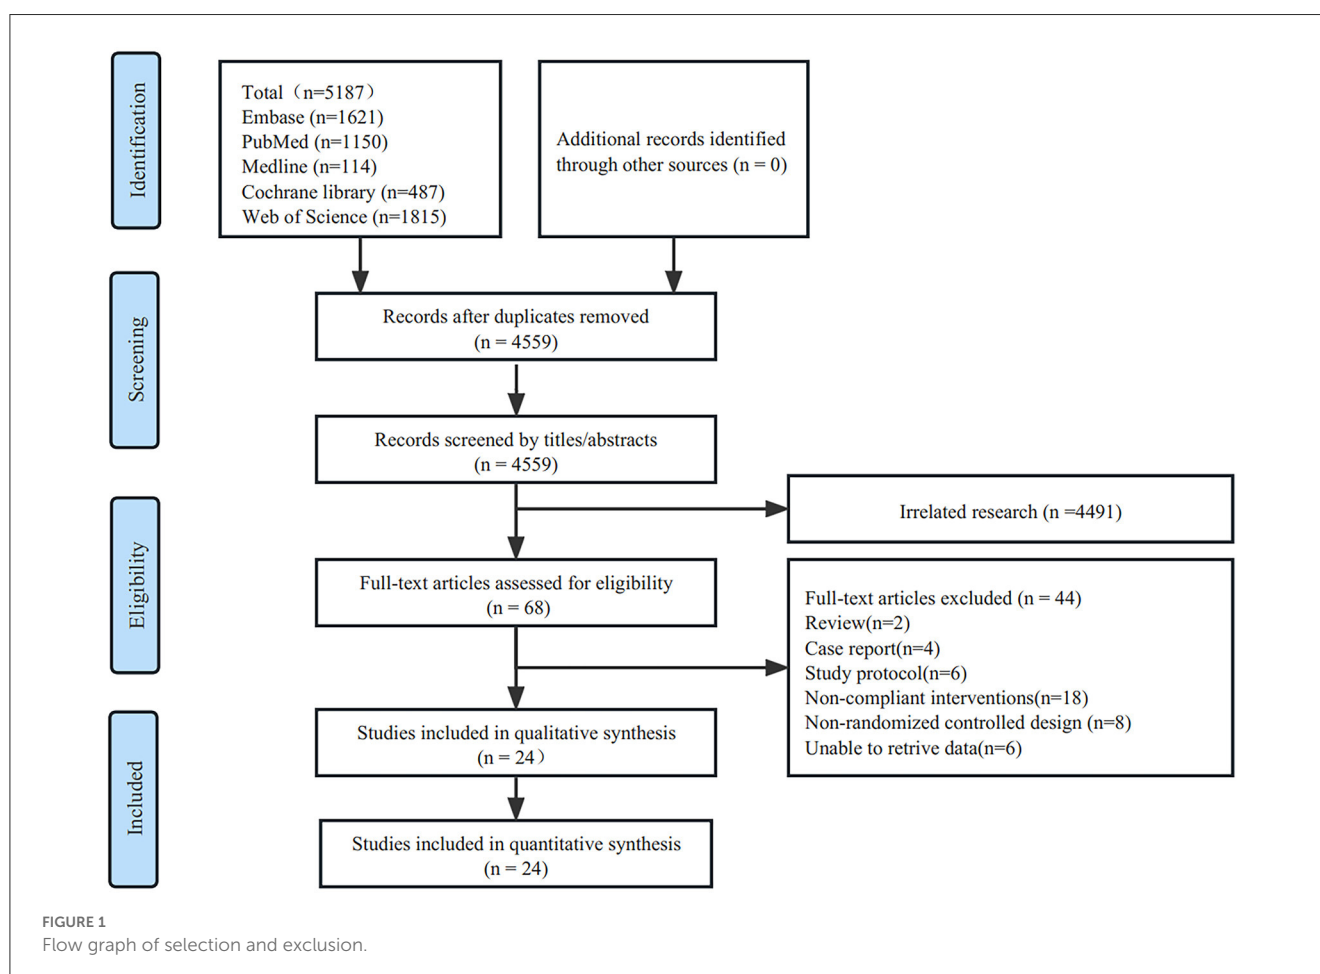 Identification
Total（n=5187）
Embase (n=1621)
PubMed (n=1150)
Medline (n=114)
Cochrane library (n=487)
Web of Science (n=1815)
Additional records identified
through other sources (n = 0)
Screening
Records after duplicates removed
(n = 4559)
Records screened by titles/abstracts
(n = 4559)
Irrelated research (n =4491)
Eligibility
Full-text articles assessed for eligibility
(n = 68)
Full-text articles excluded (n = 44)
Review(n=2)
Case report(n=4)
Study protocol(n=6)
Non-compliant interventions(n=18)
Non-randomized controlled design (n=8)
Unable to retrive data(n=6)
Included
Studies included in qualitative synthesis
(n = 24）
Studies included in quantitative synthesis
(n = 24)
FIGURE 1
Flow graph of selection and exclusion.